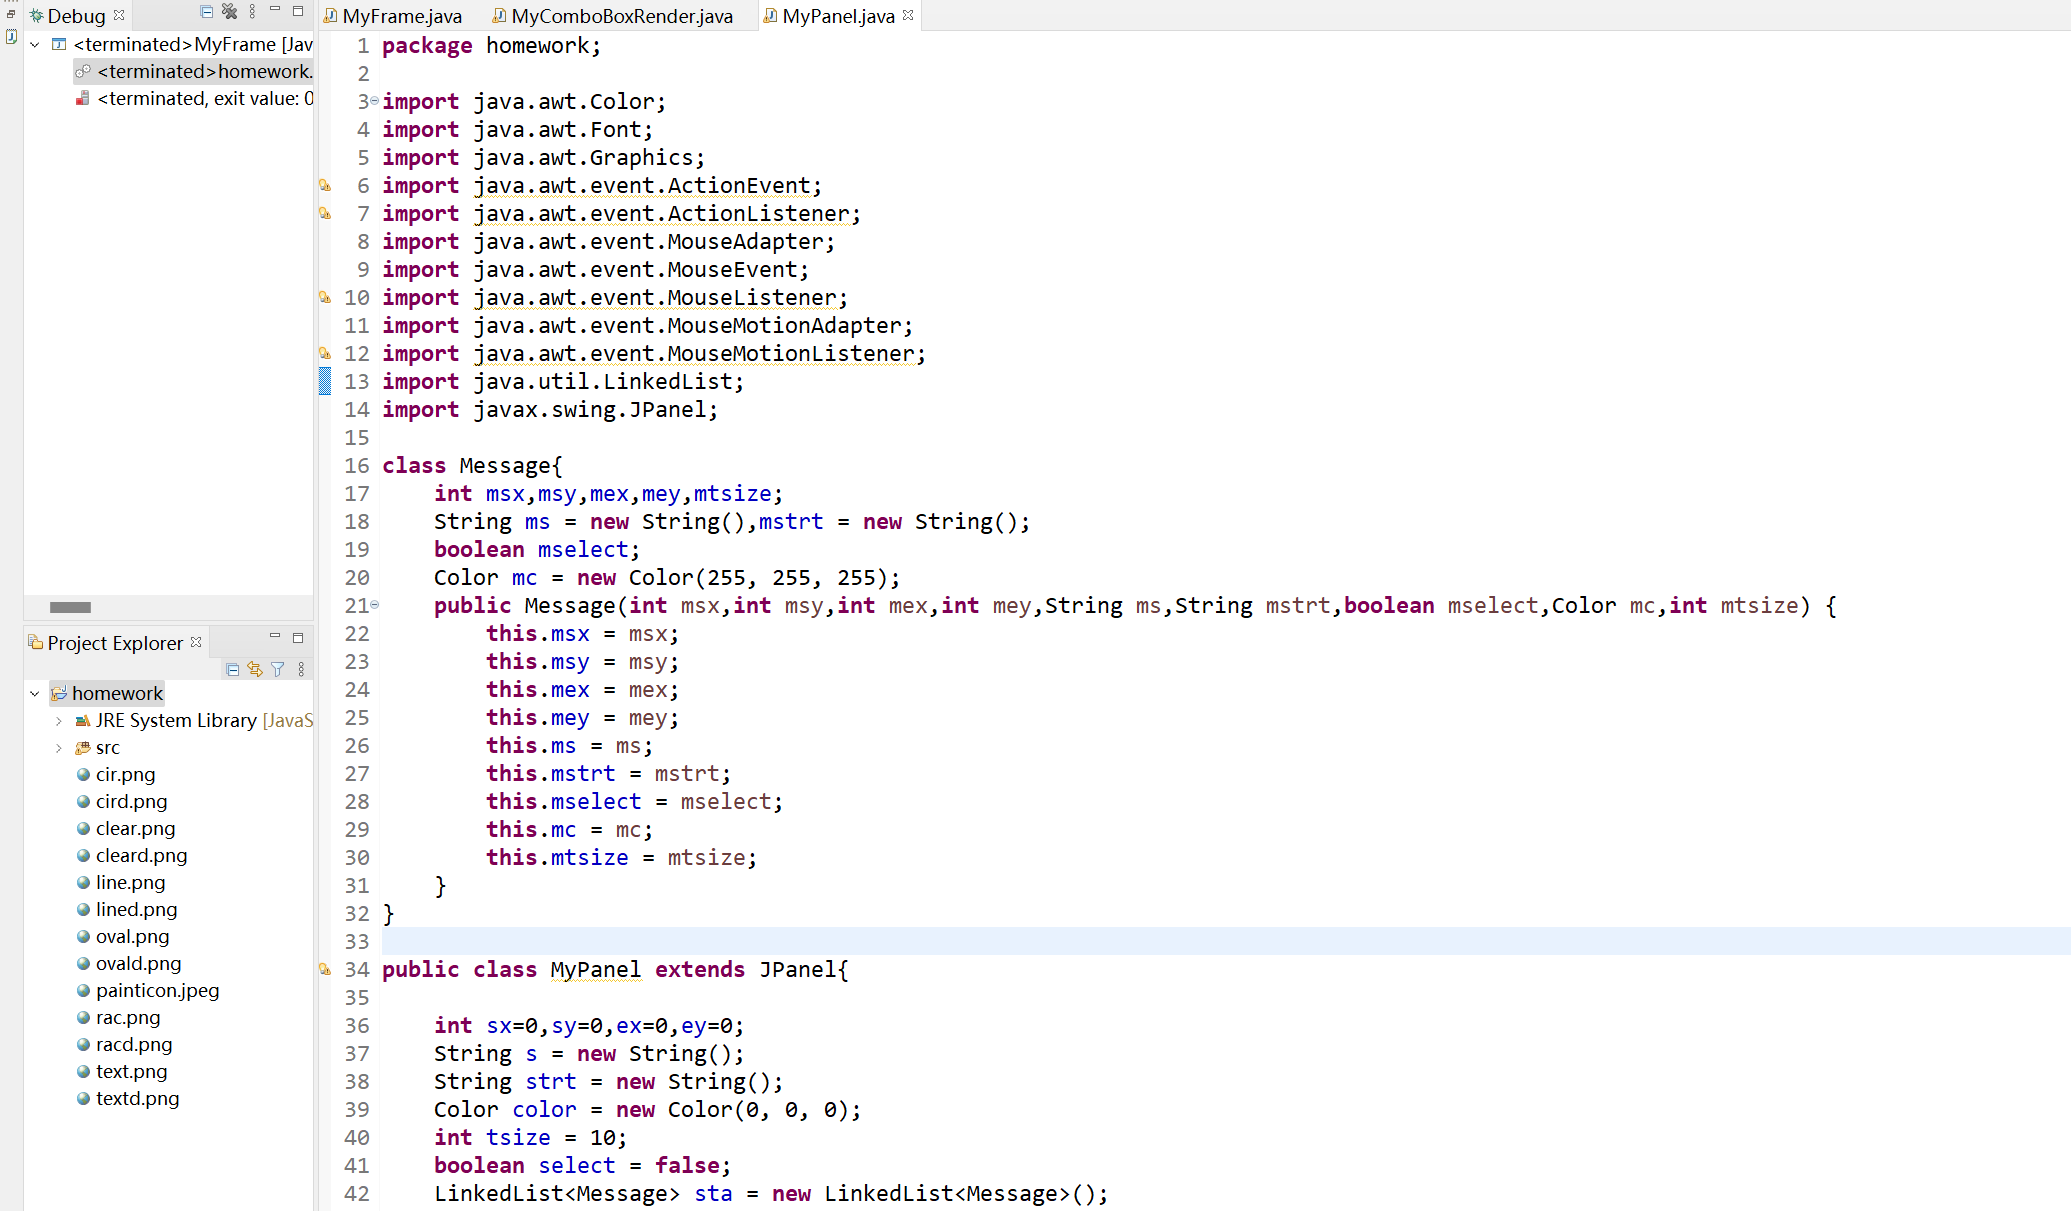 Debug
<terminated>MyFrame [Jav
<terminated>homework.
<terminated, exit value: 0
Project Explorer
homework
JRE System Library [JavaS
src
cir.png
cird.png
clear.png
cleard.png
line.png
lined.png
oval.png
ovald.png
painticon.jpeg
rac.png
racd.png
text.png
textd.png
MyFrame.java MyComboBoxRender.java MyPanel.java
1 package homework;
2
3 import java.awt.Color;
4 import java.awt.Font;
5 import java.awt.Graphics;
6 import java.awt.event.ActionEvent;
7 import java.awt.event.ActionListener;
8 import java.awt.event.MouseAdapter;
9 import java.awt.event.MouseEvent;
10 import java.awt.event.MouseListener;
11 import java.awt.event.MouseMotionAdapter;
12 import java.awt.event.MouseMotionListener;
13 import java.util.LinkedList;
14 import javax.swing.JPanel;
15
16 class Message{
17     int msx,msy,mex,mey,mtsize;
18     String ms = new String(),mstrt = new String();
19     boolean mselect;
20     Color mc = new Color(255, 255, 255);
21     public Message(int msx,int msy,int mex,int mey,String ms,String mstrt,boolean mselect,Color mc,int mtsize) {
22         this.msx = msx;
23         this.msy = msy;
24         this.mex = mex;
25         this.mey = mey;
26         this.ms = ms;
27         this.mstrt = mstrt;
28         this.mselect = mselect;
29         this.mc = mc;
30         this.mtsize = mtsize;
31     }
32 }
33
34 public class MyPanel extends JPanel{
35
36     int sx=0,sy=0,ex=0,ey=0;
37     String s = new String();
38     String strt = new String();
39     Color color = new Color(0, 0, 0);
40     int tsize = 10;
41     boolean select = false;
42     LinkedList<Message> sta = new LinkedList<Message>();